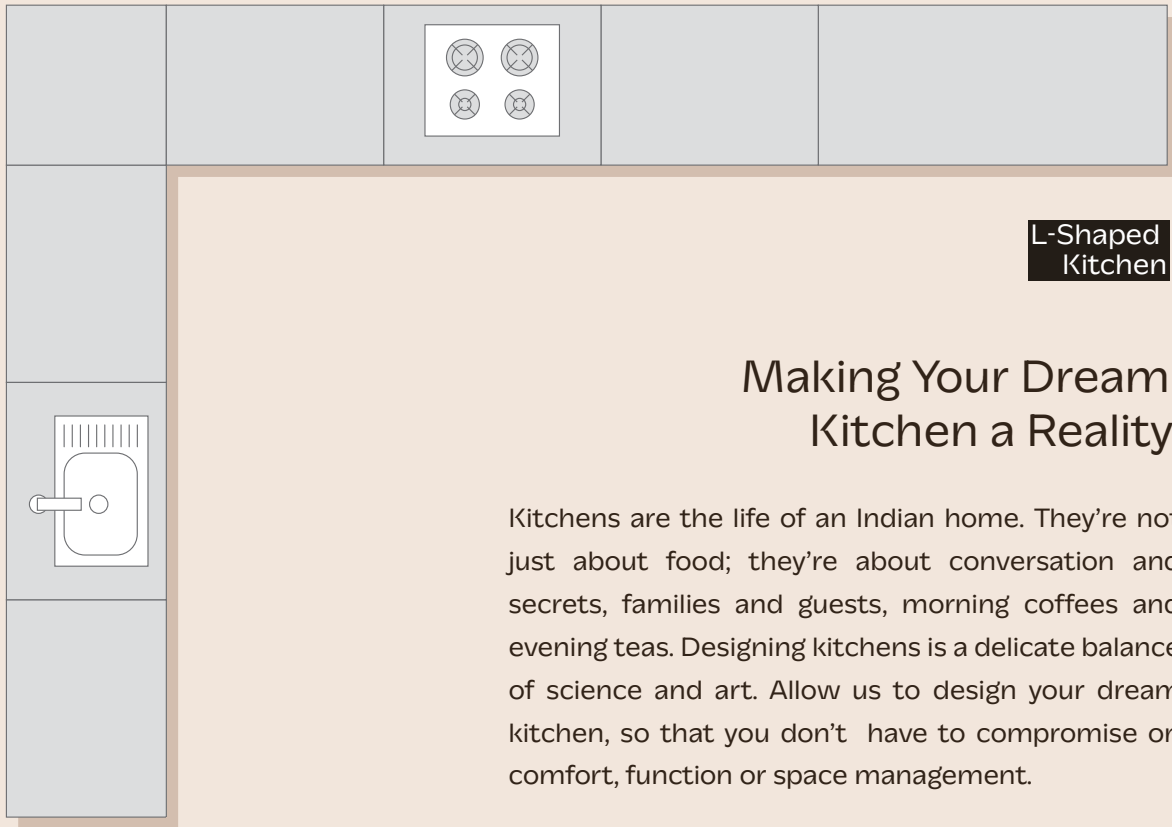 L-Shaped
Kitchen
Making Your Dream
Kitchen a Reality
Kitchens are the life of an Indian home. They’re not
just about food; they’re about conversation and
secrets, families and guests, morning coffees and
evening teas. Designing kitchens is a delicate balance
of science and art. Allow us to design your dream
kitchen, so that you don’t  have to compromise on
comfort, function or space management.